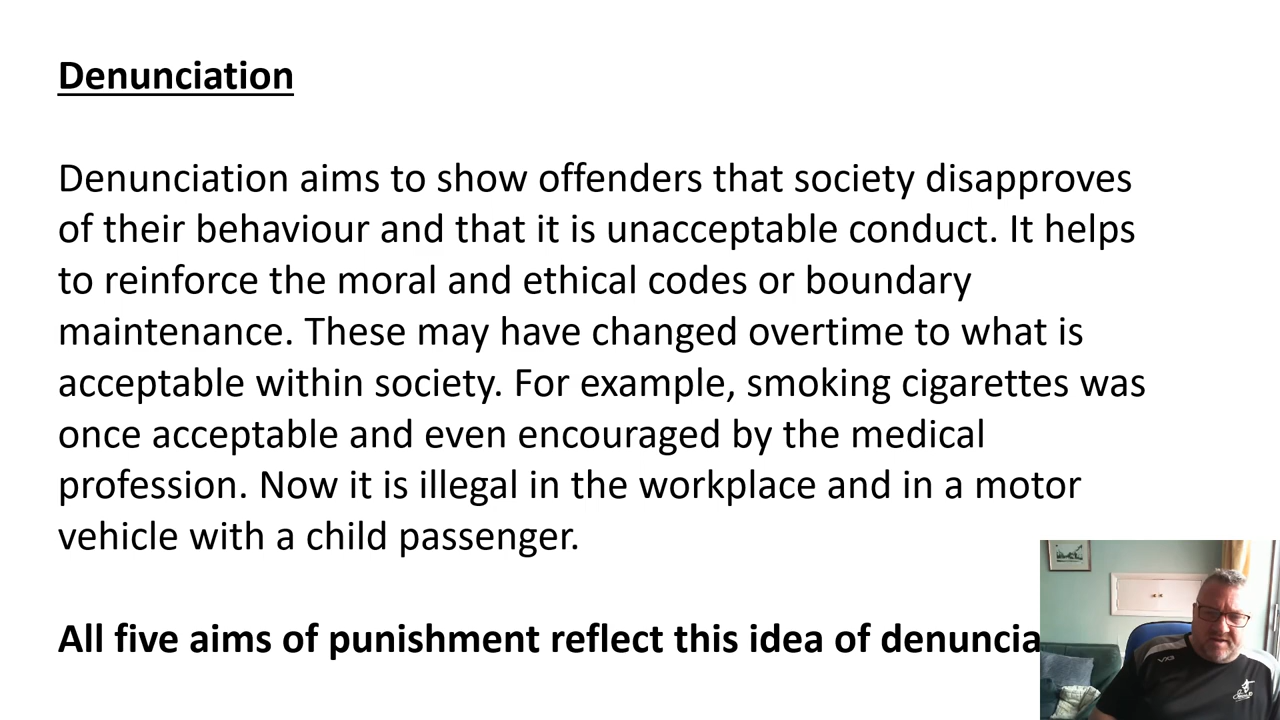 Denunciation
Denunciation aims to show offenders that society disapproves
of their behaviour and that it is unacceptable conduct. It helps
to reinforce the moral and ethical codes or boundary
maintenance. These may have changed overtime to what is
acceptable within society. For example, smoking cigarettes was
once acceptable and even encouraged by the medical
profession. Now it is illegal in the workplace and in a motor
vehicle with a child passenger.
All five aims of punishment reflect this idea of denuncia
VX3